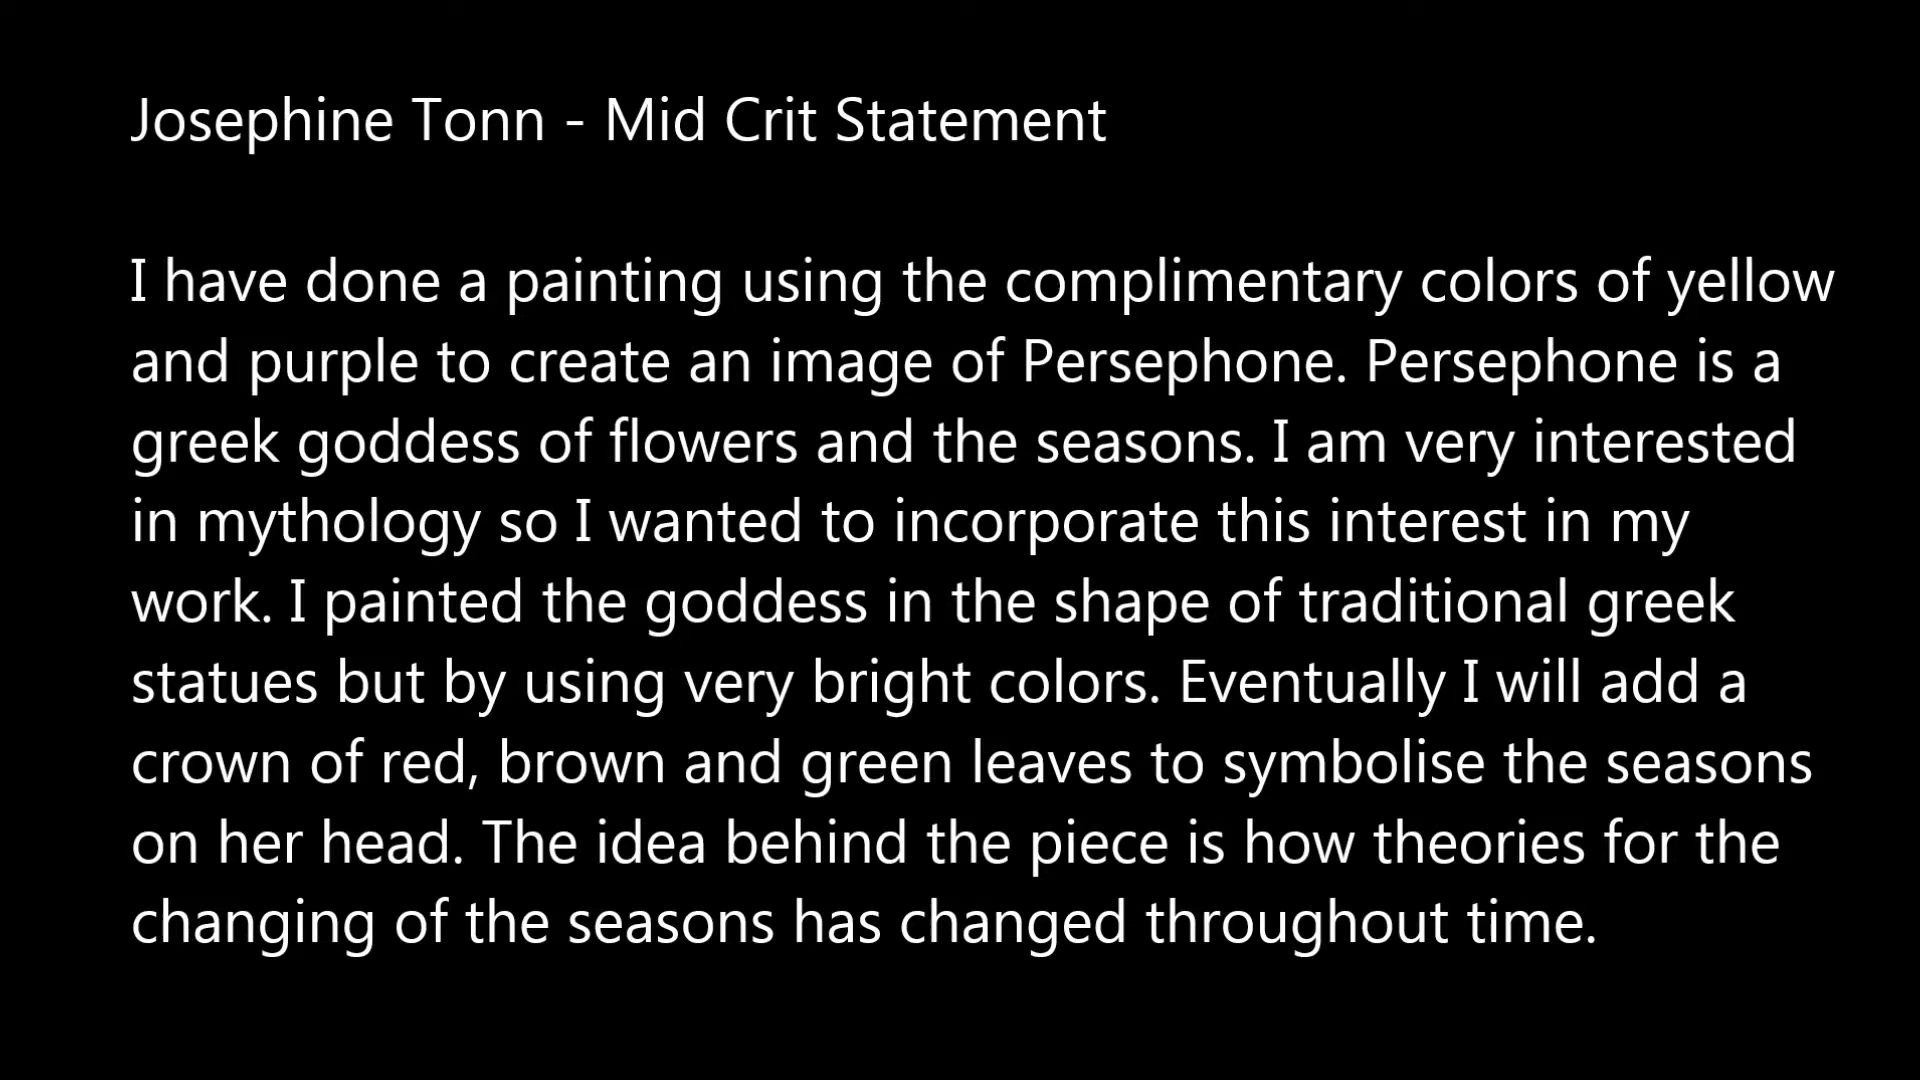 Josephine Tonn - Mid Crit Statement
I have done a painting using the complimentary colors of yellow
and purple to create an image of Persephone. Persephone is a
greek goddess of flowers and the seasons. I am very interested
in mythology so I wanted to incorporate this interest in my
work. I painted the goddess in the shape of traditional greek
statues but by using very bright colors. Eventually I will add a
crown of red, brown and green leaves to symbolise the seasons
on her head. The idea behind the piece is how theories for the
changing of the seasons has changed throughout time.